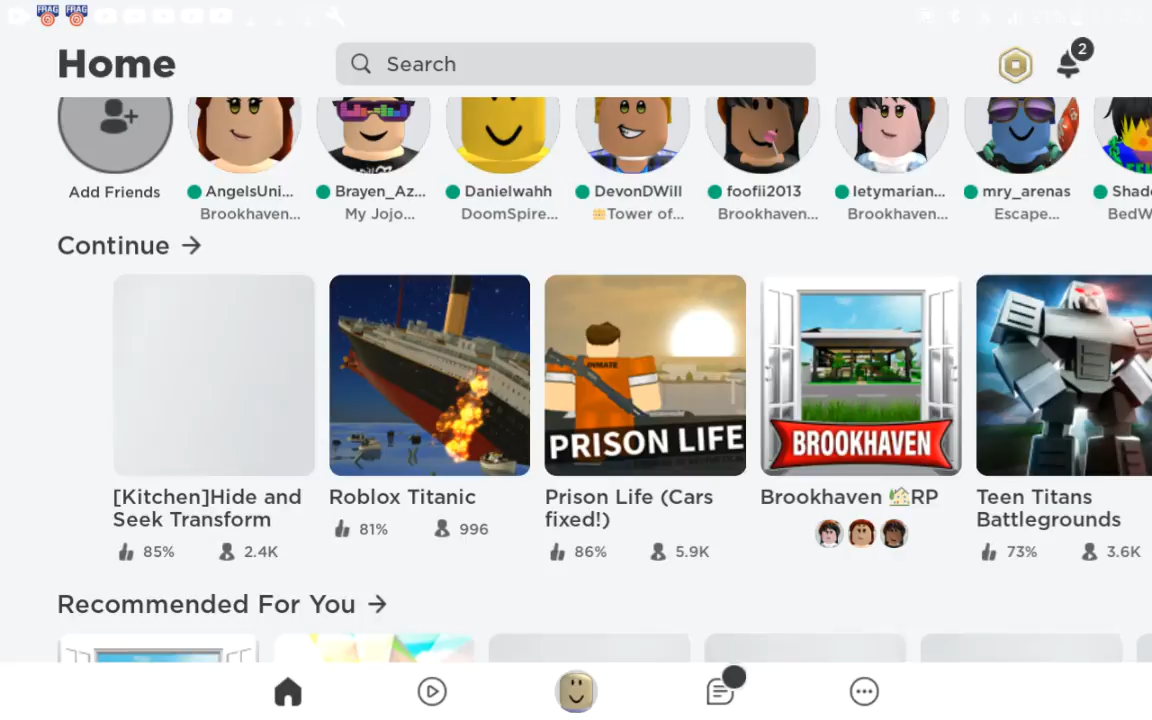 FRAG FRAG
Home
Search
2
Add Friends
AngelsUni...
Brookhaven...
Brayen_Az...
My Jojo...
Danielwahh
DoomSpire...
DevonDWill
Tower of...
foofii2013
Brookhaven...
letymarian...
Brookhaven...
mry_arenas
Escape...
Shado
BedW
Continue →
[Kitchen]Hide and
Seek Transform
85% 2.4K
Roblox Titanic
81% 996
INMATE
PRISON LIFE
Prison Life (Cars
fixed!)
86% 5.9K
BROOKHAVEN
Brookhaven 🏡RP
Teen Titans
Battlegrounds
73% 3.6K
Recommended For You →